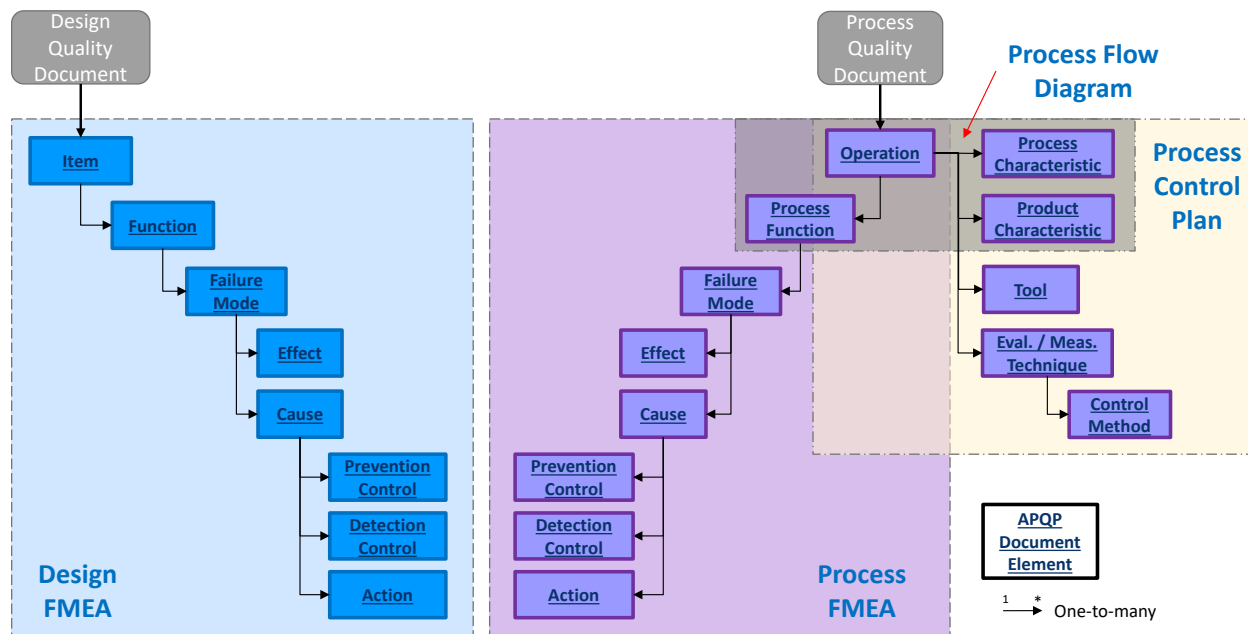 Design
Quality
Document
Process
Quality
Document
Process Flow
Diagram
Item
Function
Failure
Mode
Effect
Cause
Prevention
Control
Detection
Control
Action
Design
FMEA
Operation
Process
Function
Failure
Mode
Effect
Cause
Prevention
Control
Detection
Control
Action
Process
FMEA
Process
Characteristic
Product
Characteristic
Tool
Eval. / Meas.
Technique
Control
Method
Process
Control
Plan
APQP
Document
Element
1 *
One-to-many